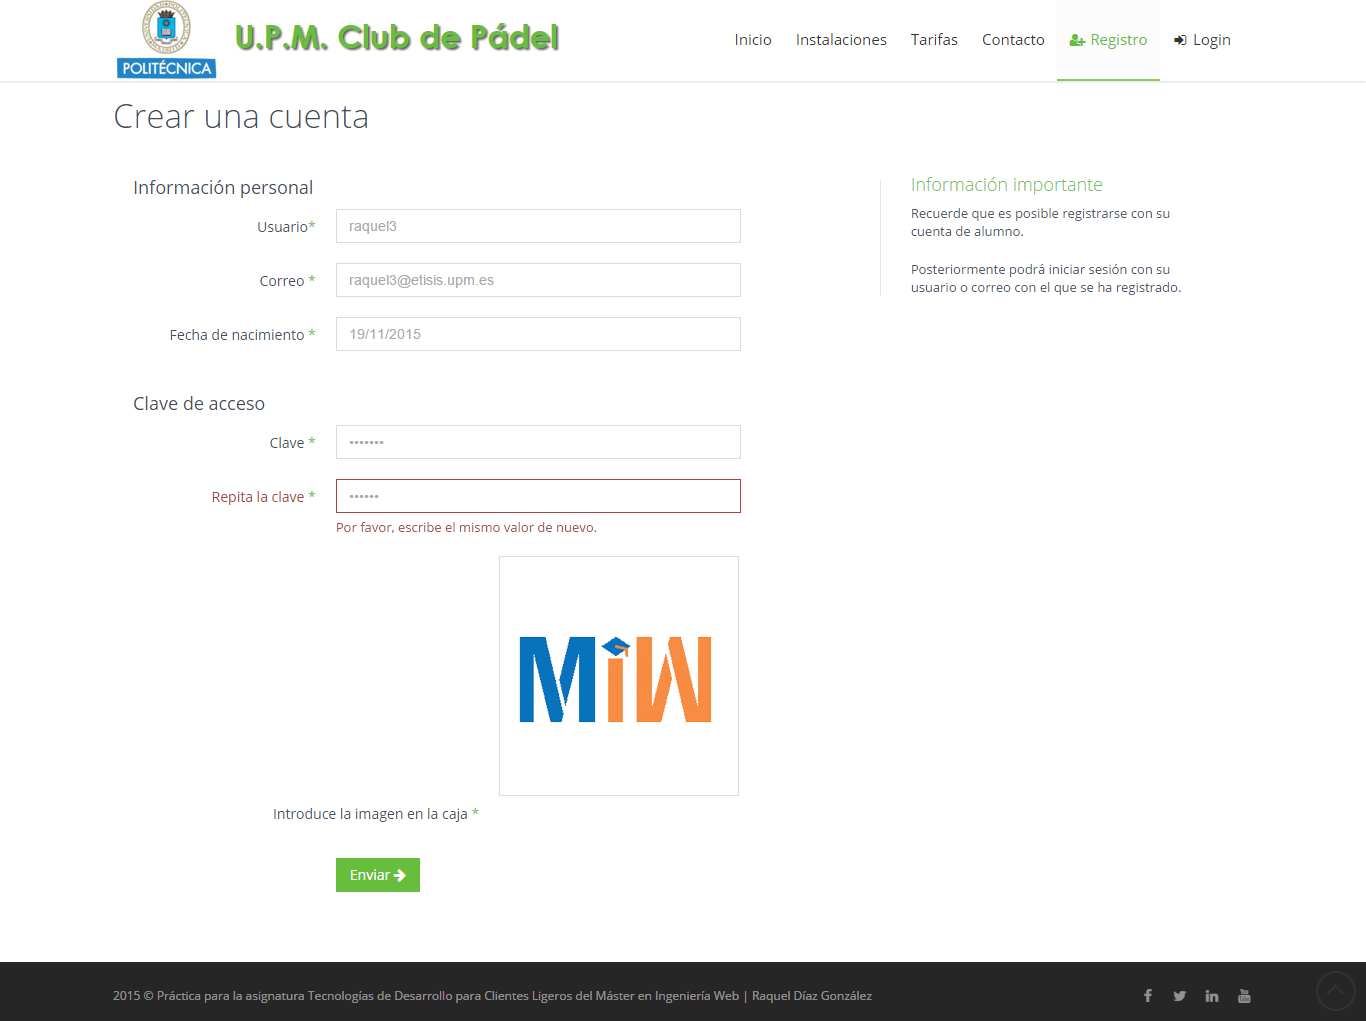 POLITÉCNICA
U.P.M. Club de Pádel
Inicio Instalaciones Tarifas Contacto Registro Login
Crear una cuenta
Información personal
Usuario* raquel3
Correo * raquel3@etisis.upm.es
Fecha de nacimiento * 19/11/2015
Clave de acceso
Clave * •••••••
Repita la clave * ••••••
Por favor, escribe el mismo valor de nuevo.
MiW
Introduce la imagen en la caja *
Enviar
Información importante
Recuerde que es posible registrarse con su
cuenta de alumno.
Posteriormente podrá iniciar sesión con su
usuario o correo con el que se ha registrado.
2015 © Práctica para la asignatura Tecnologías de Desarrollo para Clientes Ligeros del Máster en Ingeniería Web | Raquel Díaz González